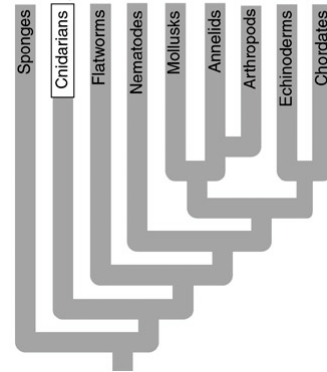 Sponges
Cnidarians
Flatworms
Nematodes
Mollusks
Annelids
Arthropods
Echinoderms
Chordates